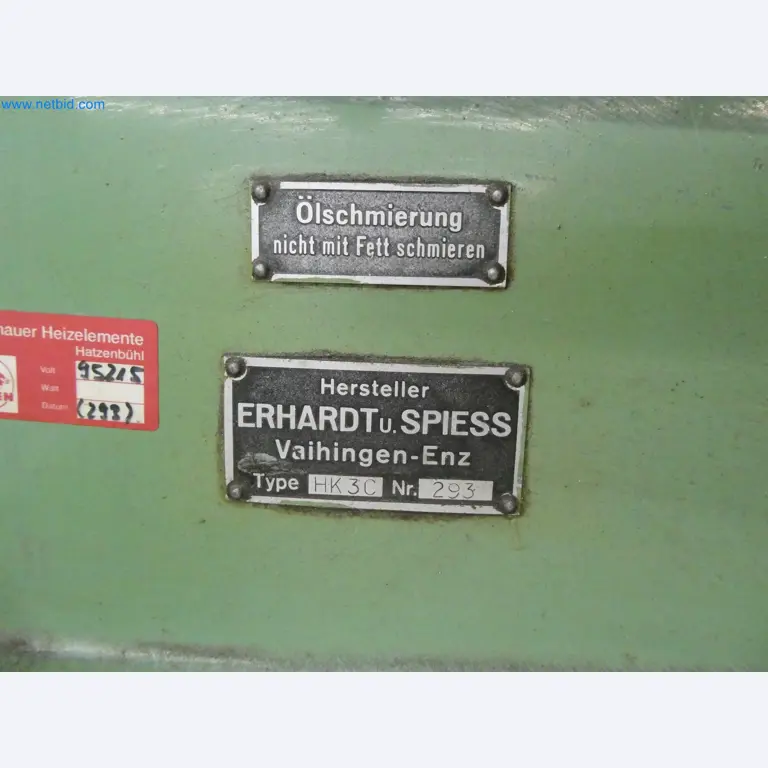 www.netbid.com
Ölschmierung
nicht mit Fett schmieren
Heizelemente
Hatzenbühl
Volt 95215
Watt
Datum (293)
Hersteller
ERHARDT u. SPIESS
Vaihingen-Enz
Type HK3C Nr. 293